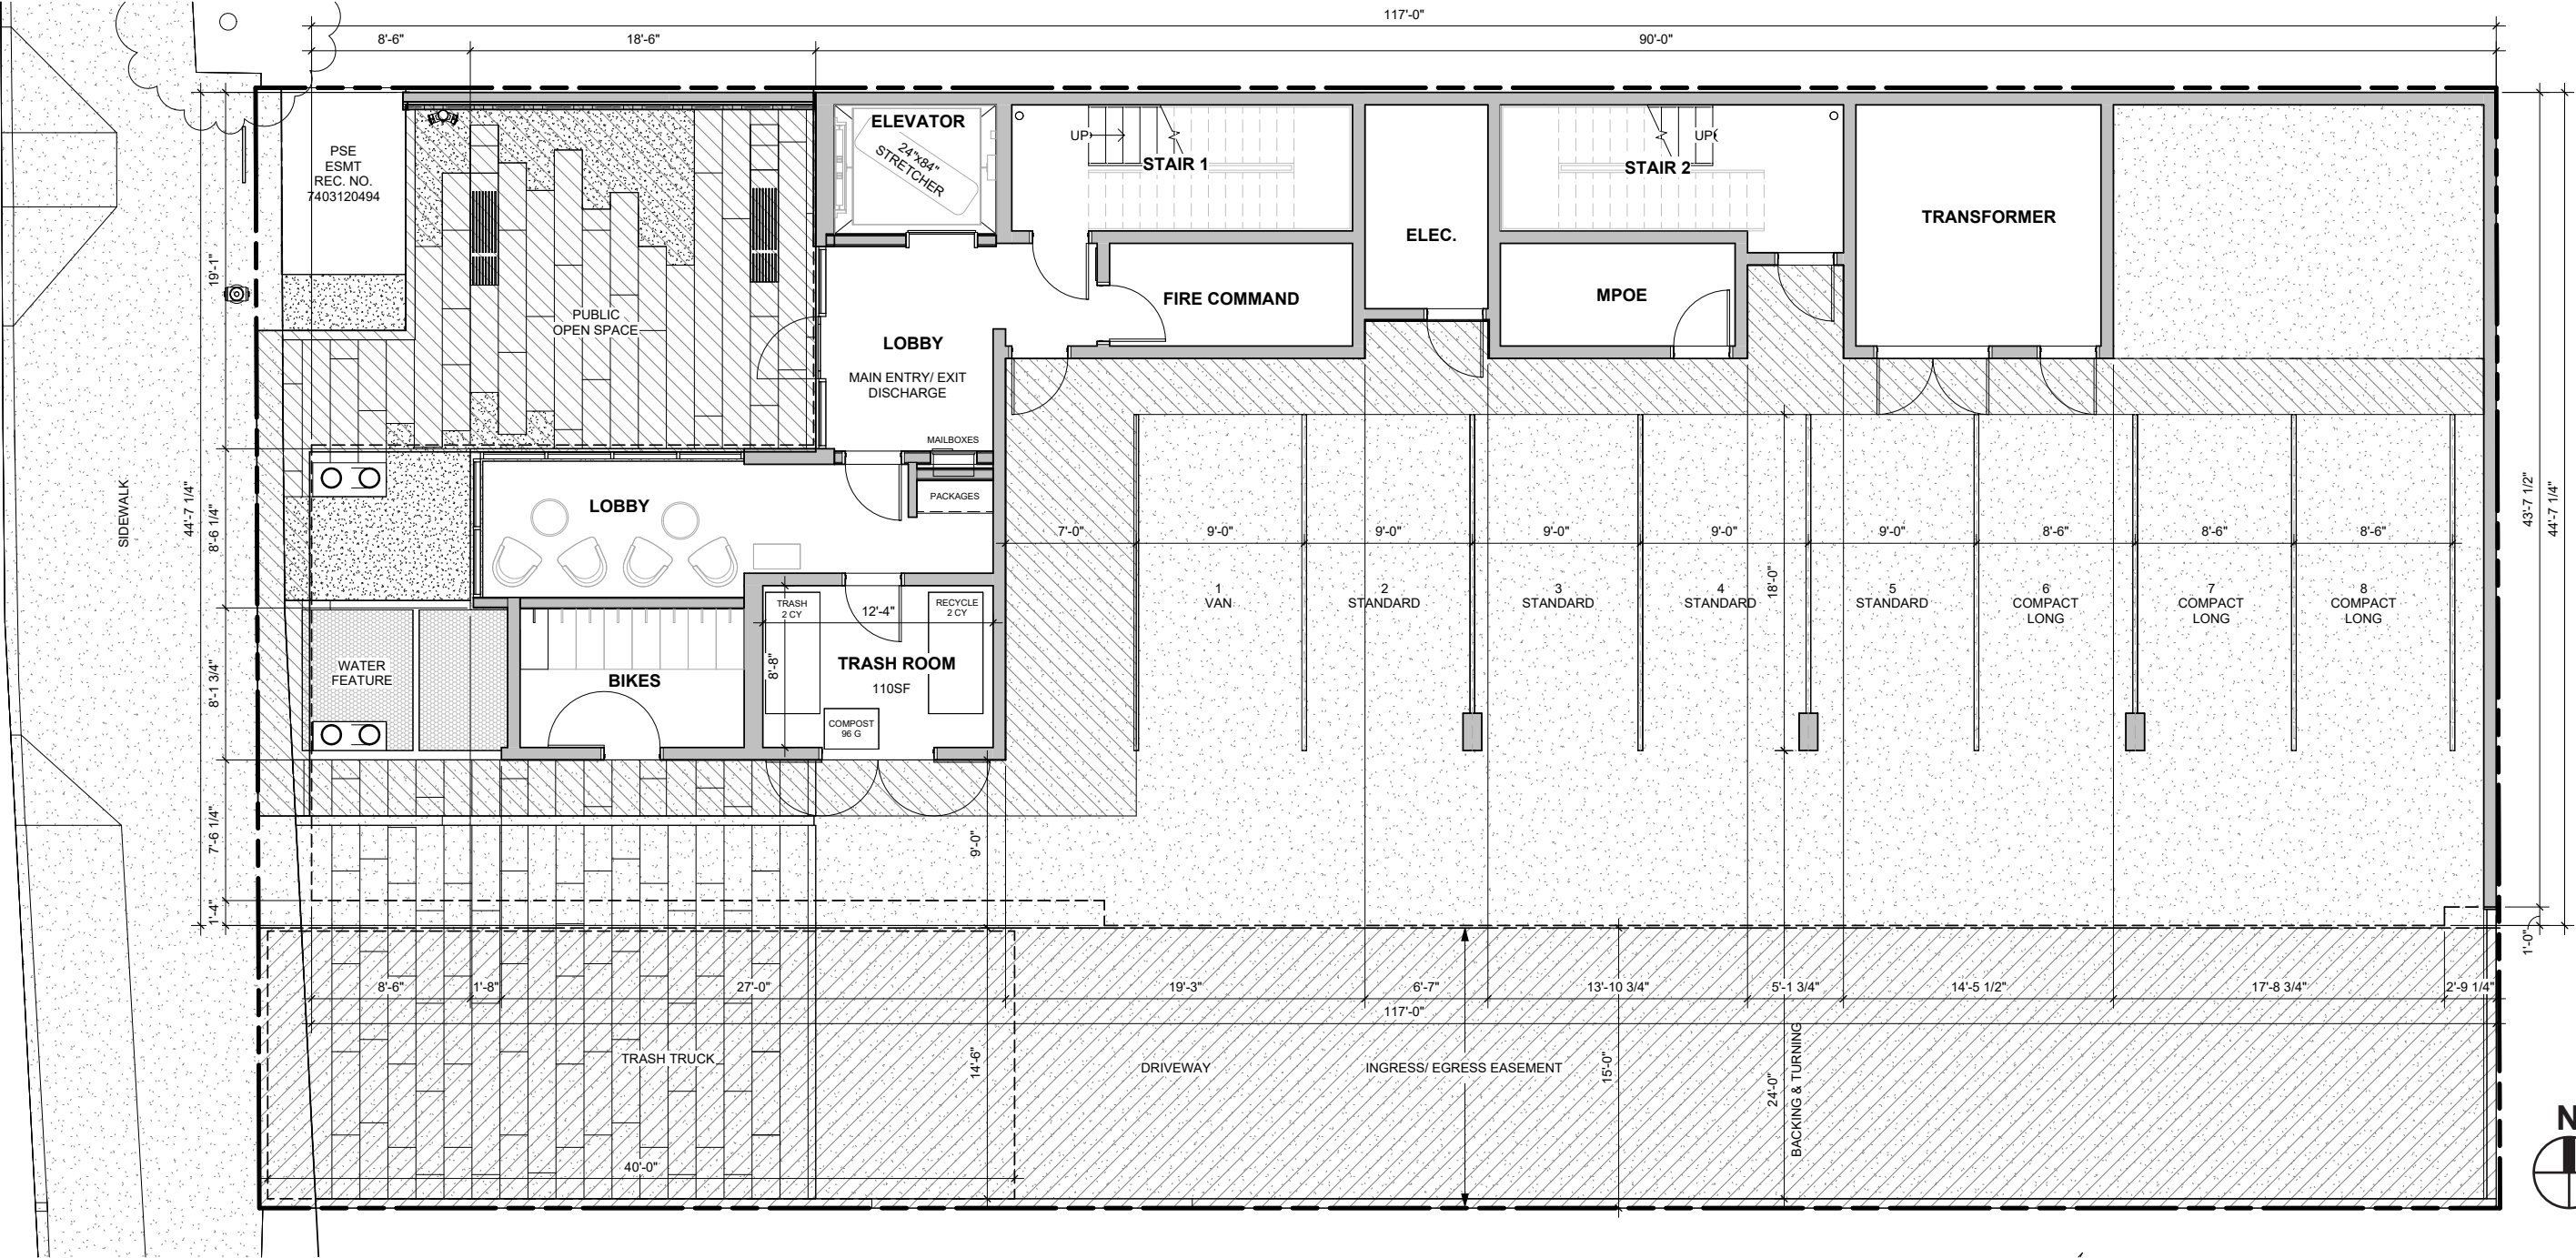 117'-0"
8'-6"
18'-6"
90'-0"
PSE
ESMT
REC. NO.
7403120494
ELEVATOR
24"x84"
STRETCHER
UP
STAIR 1
STAIR 2
UP
ELEC.
TRANSFORMER
FIRE COMMAND
MPOE
PUBLIC
OPEN SPACE
LOBBY
MAIN ENTRY/ EXIT
DISCHARGE
MAILBOXES
PACKAGES
LOBBY
SIDEWALK
44'-7 1/4"
19'-1"
8'-6 1/4"
8'-1 3/4"
7'-6 1/4"
1'-4"
7'-0"
9'-0"
9'-0"
9'-0"
9'-0"
9'-0"
8'-6"
8'-6"
8'-6"
43'-7 1/2"
44'-7 1/4"
1'-0"
1
VAN
2
STANDARD
3
STANDARD
4
STANDARD
18'-0"
5
STANDARD
6
COMPACT
LONG
7
COMPACT
LONG
8
COMPACT
LONG
TRASH
2 CY
12'-4"
RECYCLE
2 CY
8'-8"
TRASH ROOM
110SF
COMPOST
96 G
WATER
FEATURE
BIKES
9'-0"
8'-6"
1'-8"
27'-0"
19'-3"
6'-7"
13'-10 3/4"
5'-1 3/4"
14'-5 1/2"
17'-8 3/4"
2'-9 1/4"
117'-0"
TRASH TRUCK
14'-6"
DRIVEWAY
INGRESS/ EGRESS EASEMENT
15'-0"
24'-0"
BACKING & TURNING
40'-0"
N